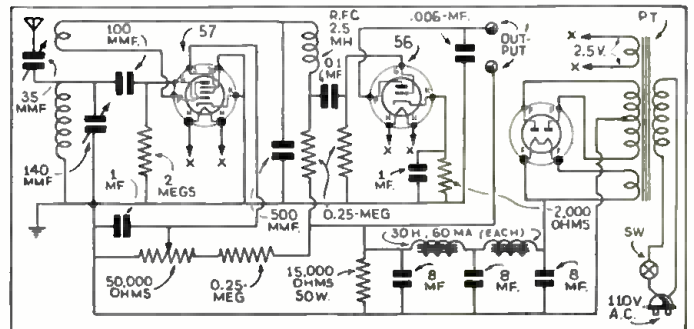 100 MMF.
57
R.F.C. 2.5 MH
.01 MF
56
.006-MF.
OUT-PUT
X
2.5 V.
X
PT
35 MMF
140 MMF
1 MF
2 MEGS
X X
500 MMF.
0.25-MEG
X X
1 MF.
2,000 OHMS
30 H, 60 MA (EACH)
50,000 OHMS
0.25-MEG
15,000 OHMS 50W.
8 MF
8 MF.
8 MF.
SW
110V. A.C.